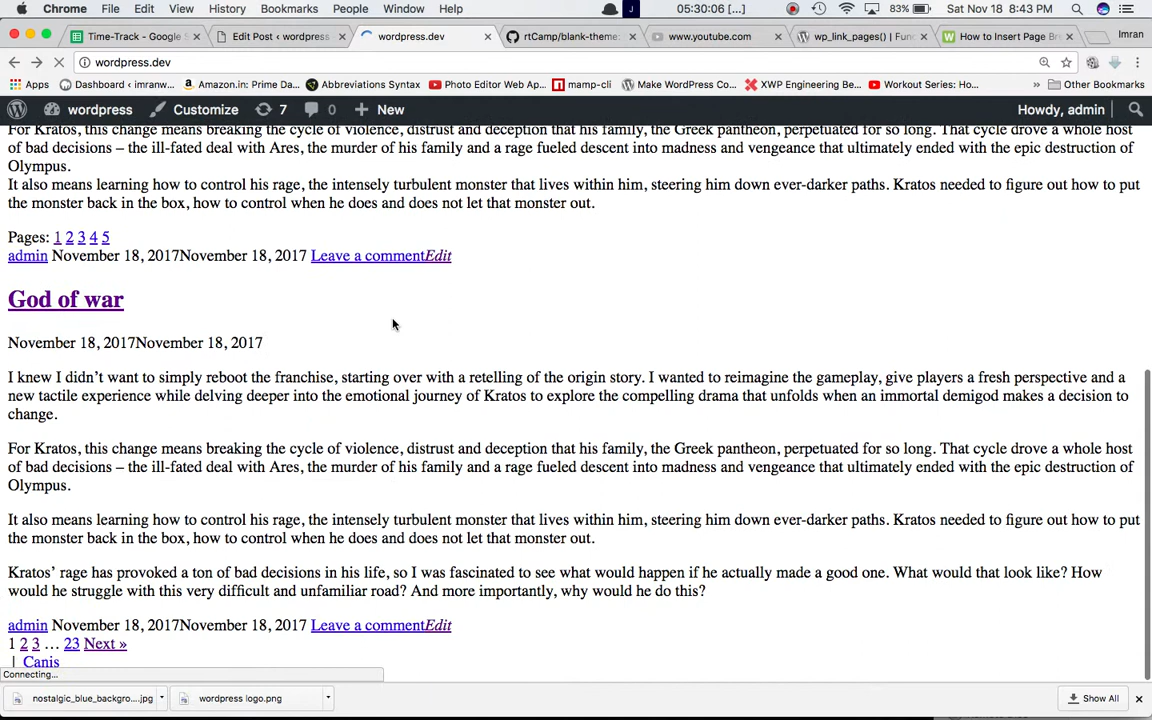 Chrome File Edit View History Bookmarks People Window Help 05:30:06 [...] 83% Sat Nov 18 8:43 PM
Time-Track - Google S Edit Post ‹ wordpress wordpress.dev rtCamp/blank-theme: www.youtube.com wp_link_pages() | Func How to Insert Page Bre Imran
wordpress.dev
Apps Dashboard ‹ imranw... Amazon.in: Prime Da... Abbreviations Syntax Photo Editor Web Ap... mamp-cli Make WordPress Co... XWP Engineering Be... Workout Series: Ho... » Other Bookmarks
wordpress Customize 7 0 New Howdy, admin
For Kratos, this change means breaking the cycle of violence, distrust and deception that his family, the Greek pantheon, perpetuated for so long. That cycle drove a whole host
of bad decisions – the ill-fated deal with Ares, the murder of his family and a rage fueled descent into madness and vengeance that ultimately ended with the epic destruction of
Olympus.
It also means learning how to control his rage, the intensely turbulent monster that lives within him, steering him down ever-darker paths. Kratos needed to figure out how to put
the monster back in the box, how to control when he does and does not let that monster out.
Pages: 1 2 3 4 5
admin November 18, 2017November 18, 2017 Leave a commentEdit
God of war
November 18, 2017November 18, 2017
I knew I didn’t want to simply reboot the franchise, starting over with a retelling of the origin story. I wanted to reimagine the gameplay, give players a fresh perspective and a
new tactile experience while delving deeper into the emotional journey of Kratos to explore the compelling drama that unfolds when an immortal demigod makes a decision to
change.
For Kratos, this change means breaking the cycle of violence, distrust and deception that his family, the Greek pantheon, perpetuated for so long. That cycle drove a whole host
of bad decisions – the ill-fated deal with Ares, the murder of his family and a rage fueled descent into madness and vengeance that ultimately ended with the epic destruction of
Olympus.
It also means learning how to control his rage, the intensely turbulent monster that lives within him, steering him down ever-darker paths. Kratos needed to figure out how to put
the monster back in the box, how to control when he does and does not let that monster out.
Kratos’ rage has provoked a ton of bad decisions in his life, so I was fascinated to see what would happen if he actually made a good one. What would that look like? How
would he struggle with this very difficult and unfamiliar road? And more importantly, why would he do this?
admin November 18, 2017November 18, 2017 Leave a commentEdit
1 2 3 … 23 Next »
| Canis
Connecting...
nostalgic_blue_backgro....jpg wordpress logo.png Show All